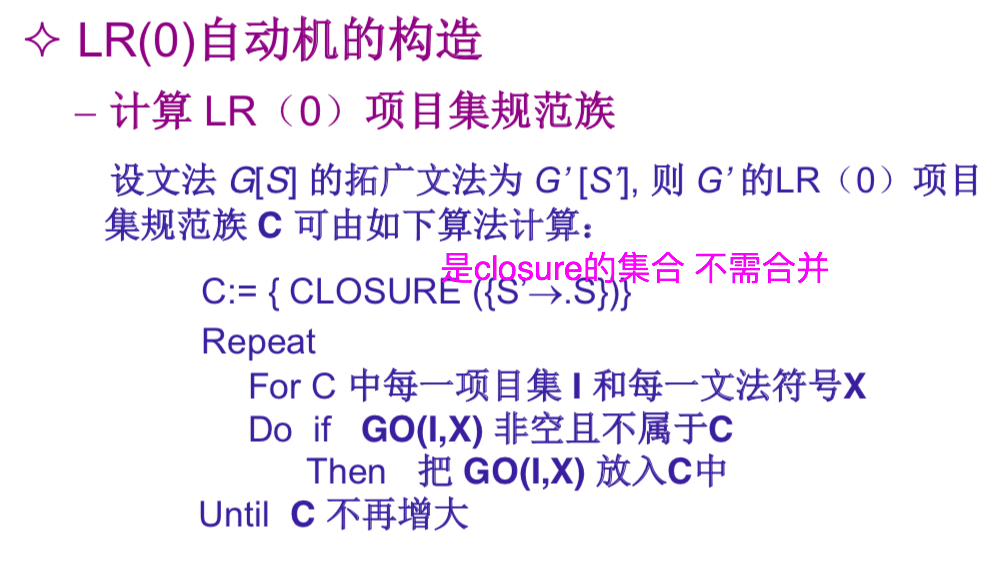 ✧ LR(0)自动机的构造
– 计算 LR（0）项目集规范族
设文法 G[S] 的拓广文法为 G’ [S’], 则 G’ 的LR（0）项目
集规范族 C 可由如下算法计算：
是closure的集合 不需合并
C:= { CLOSURE ({S’→.S})}
Repeat
For C 中每一项目集 I 和每一文法符号X
Do if GO(I,X) 非空且不属于C
Then 把 GO(I,X) 放入C中
Until C 不再增大